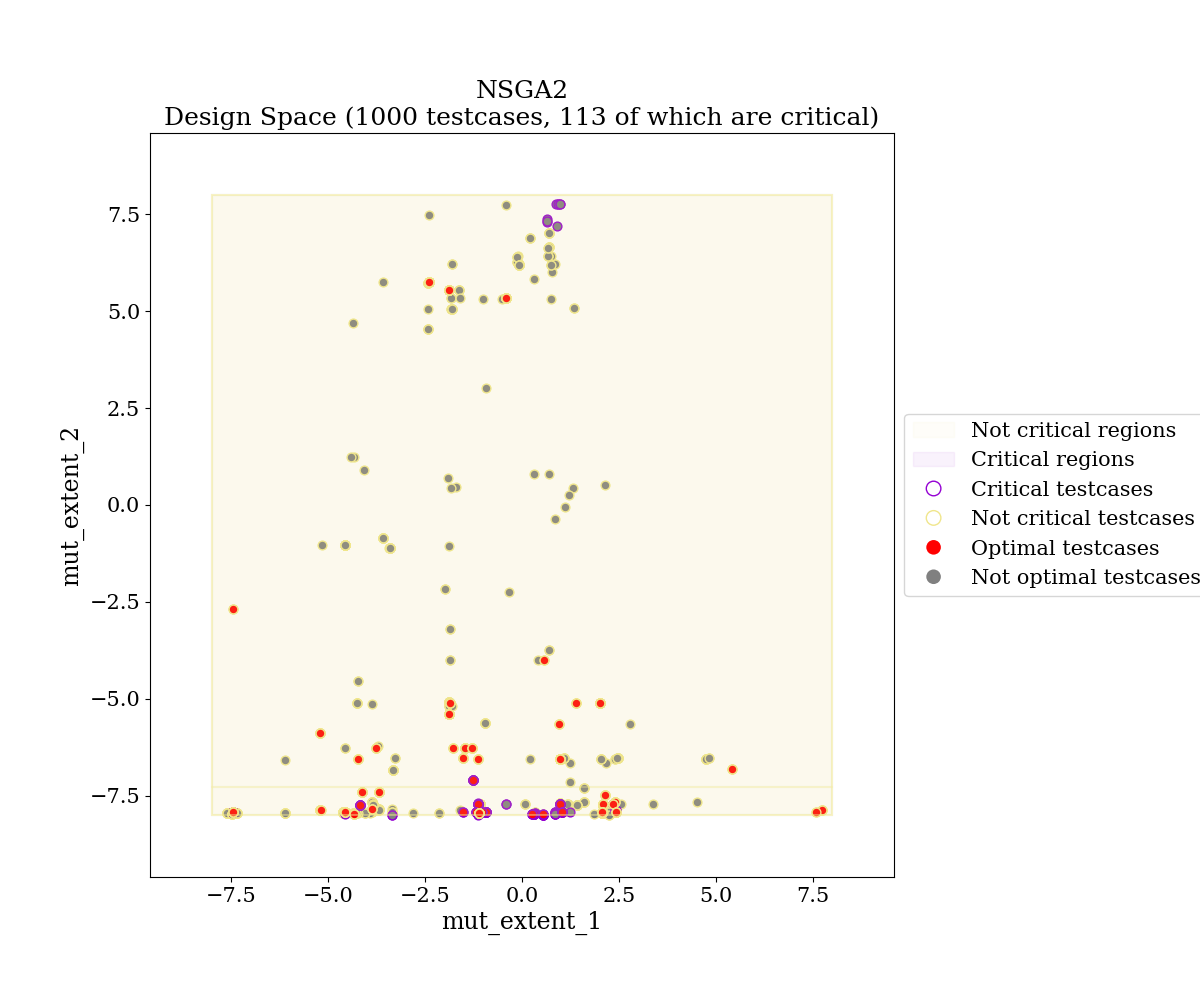 NSGA2
Design Space (1000 testcases, 113 of which are critical)
7.5
5.0
2.5
0.0
−2.5
−5.0
−7.5
mut_extent_2
−7.5
−5.0
−2.5
0.0
2.5
5.0
7.5
mut_extent_1
Not critical regions
Critical regions
Critical testcases
Not critical testcases
Optimal testcases
Not optimal testcases